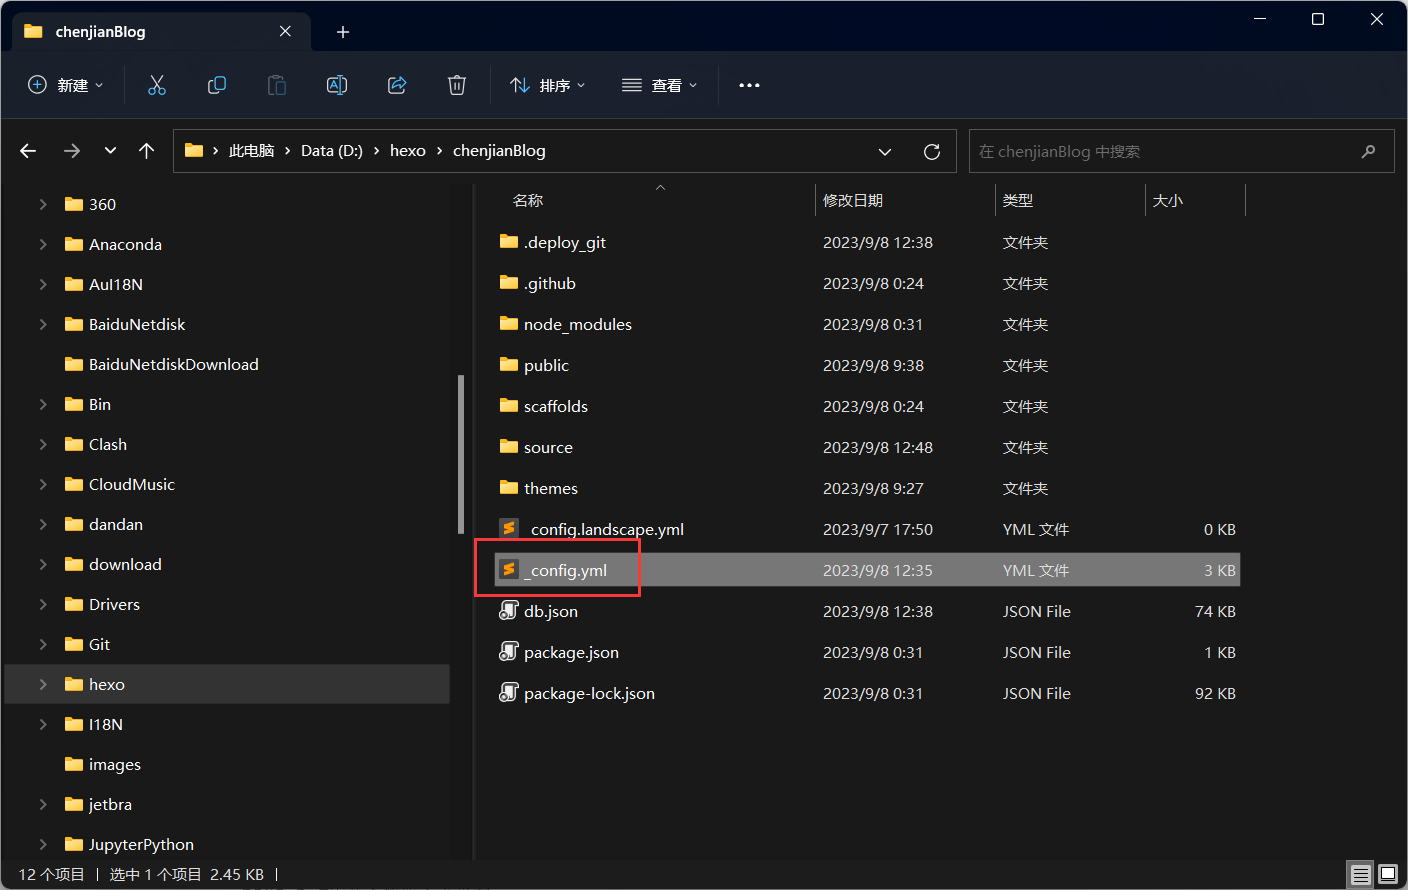 chenjianBlog
新建
排序
查看
此电脑 Data (D:) hexo chenjianBlog
在 chenjianBlog 中搜索
360
Anaconda
AuI18N
BaiduNetdisk
BaiduNetdiskDownload
Bin
Clash
CloudMusic
dandan
download
Drivers
Git
hexo
I18N
images
jetbra
JupyterPython
名称 修改日期 类型 大小
.deploy_git 2023/9/8 12:38 文件夹
.github 2023/9/8 0:24 文件夹
node_modules 2023/9/8 0:31 文件夹
public 2023/9/8 9:38 文件夹
scaffolds 2023/9/8 0:24 文件夹
source 2023/9/8 12:48 文件夹
themes 2023/9/8 9:27 文件夹
_config.landscape.yml 2023/9/7 17:50 YML 文件 0 KB
_config.yml 2023/9/8 12:35 YML 文件 3 KB
db.json 2023/9/8 12:38 JSON File 74 KB
package.json 2023/9/8 0:31 JSON File 1 KB
package-lock.json 2023/9/8 0:31 JSON File 92 KB
12 个项目 | 选中 1 个项目 2.45 KB |